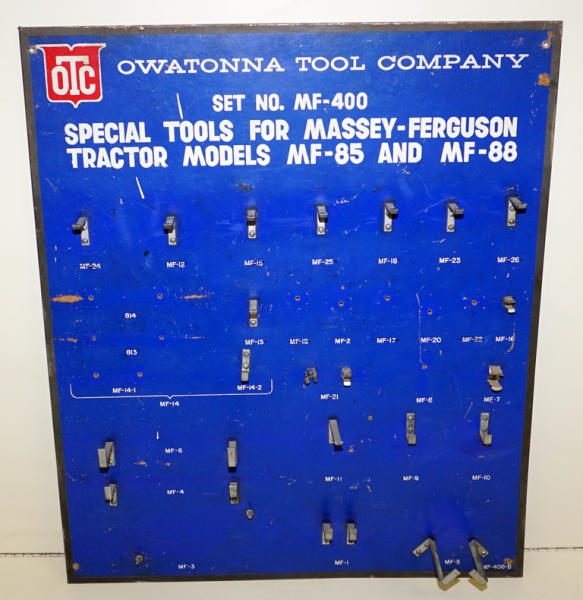 OTC
OWATONNA TOOL COMPANY
SET NO. MF-400
SPECIAL TOOLS FOR MASSEY-FERGUSON
TRACTOR MODELS MF-85 AND MF-88
MF-24 MF-12 MF-15 MF-25 MF-18 MF-23 MF-26
814
MF-13 MF-19 MF-2 MF-17 MF-20 MF-22 MF-16
813
MF-14-1 MF-14-2 MF-21 MF-8 MF-7
MF-14
MF-6 MF-11 MF-9 MF-10
MF-4
MF-3 MF-1 MF-5 MF-408-B